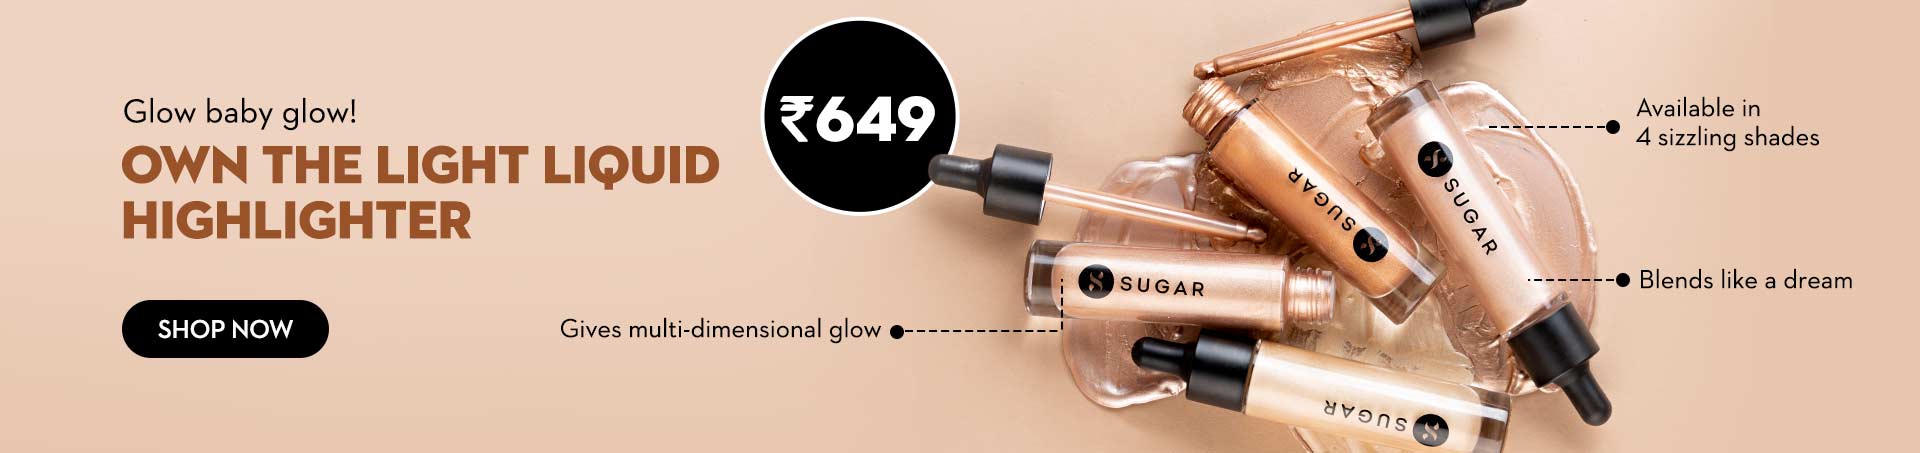 Glow baby glow!
OWN THE LIGHT LIQUID
HIGHLIGHTER
SHOP NOW
₹649
Gives multi-dimensional glow
Available in
4 sizzling shades
Blends like a dream
SUGAR
SUGAR
SUGAR
SUGAR